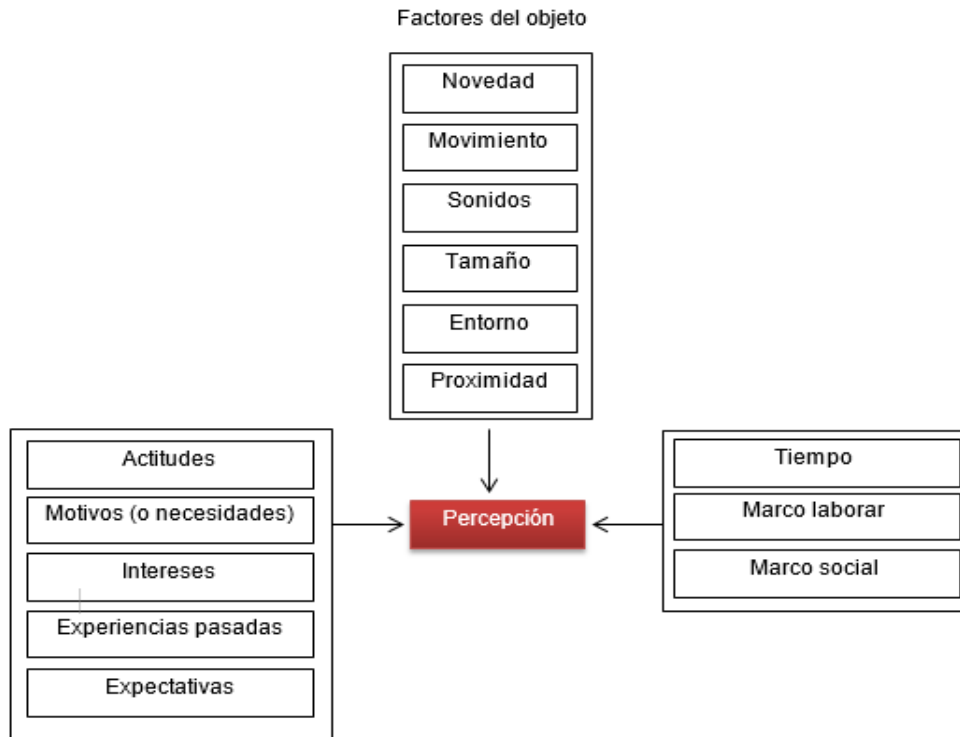 Factores del objeto
Novedad
Movimiento
Sonidos
Tamaño
Entorno
Proximidad
Actitudes
Motivos (o necesidades)
Intereses
Experiencias pasadas
Expectativas
Percepción
Tiempo
Marco laborar
Marco social